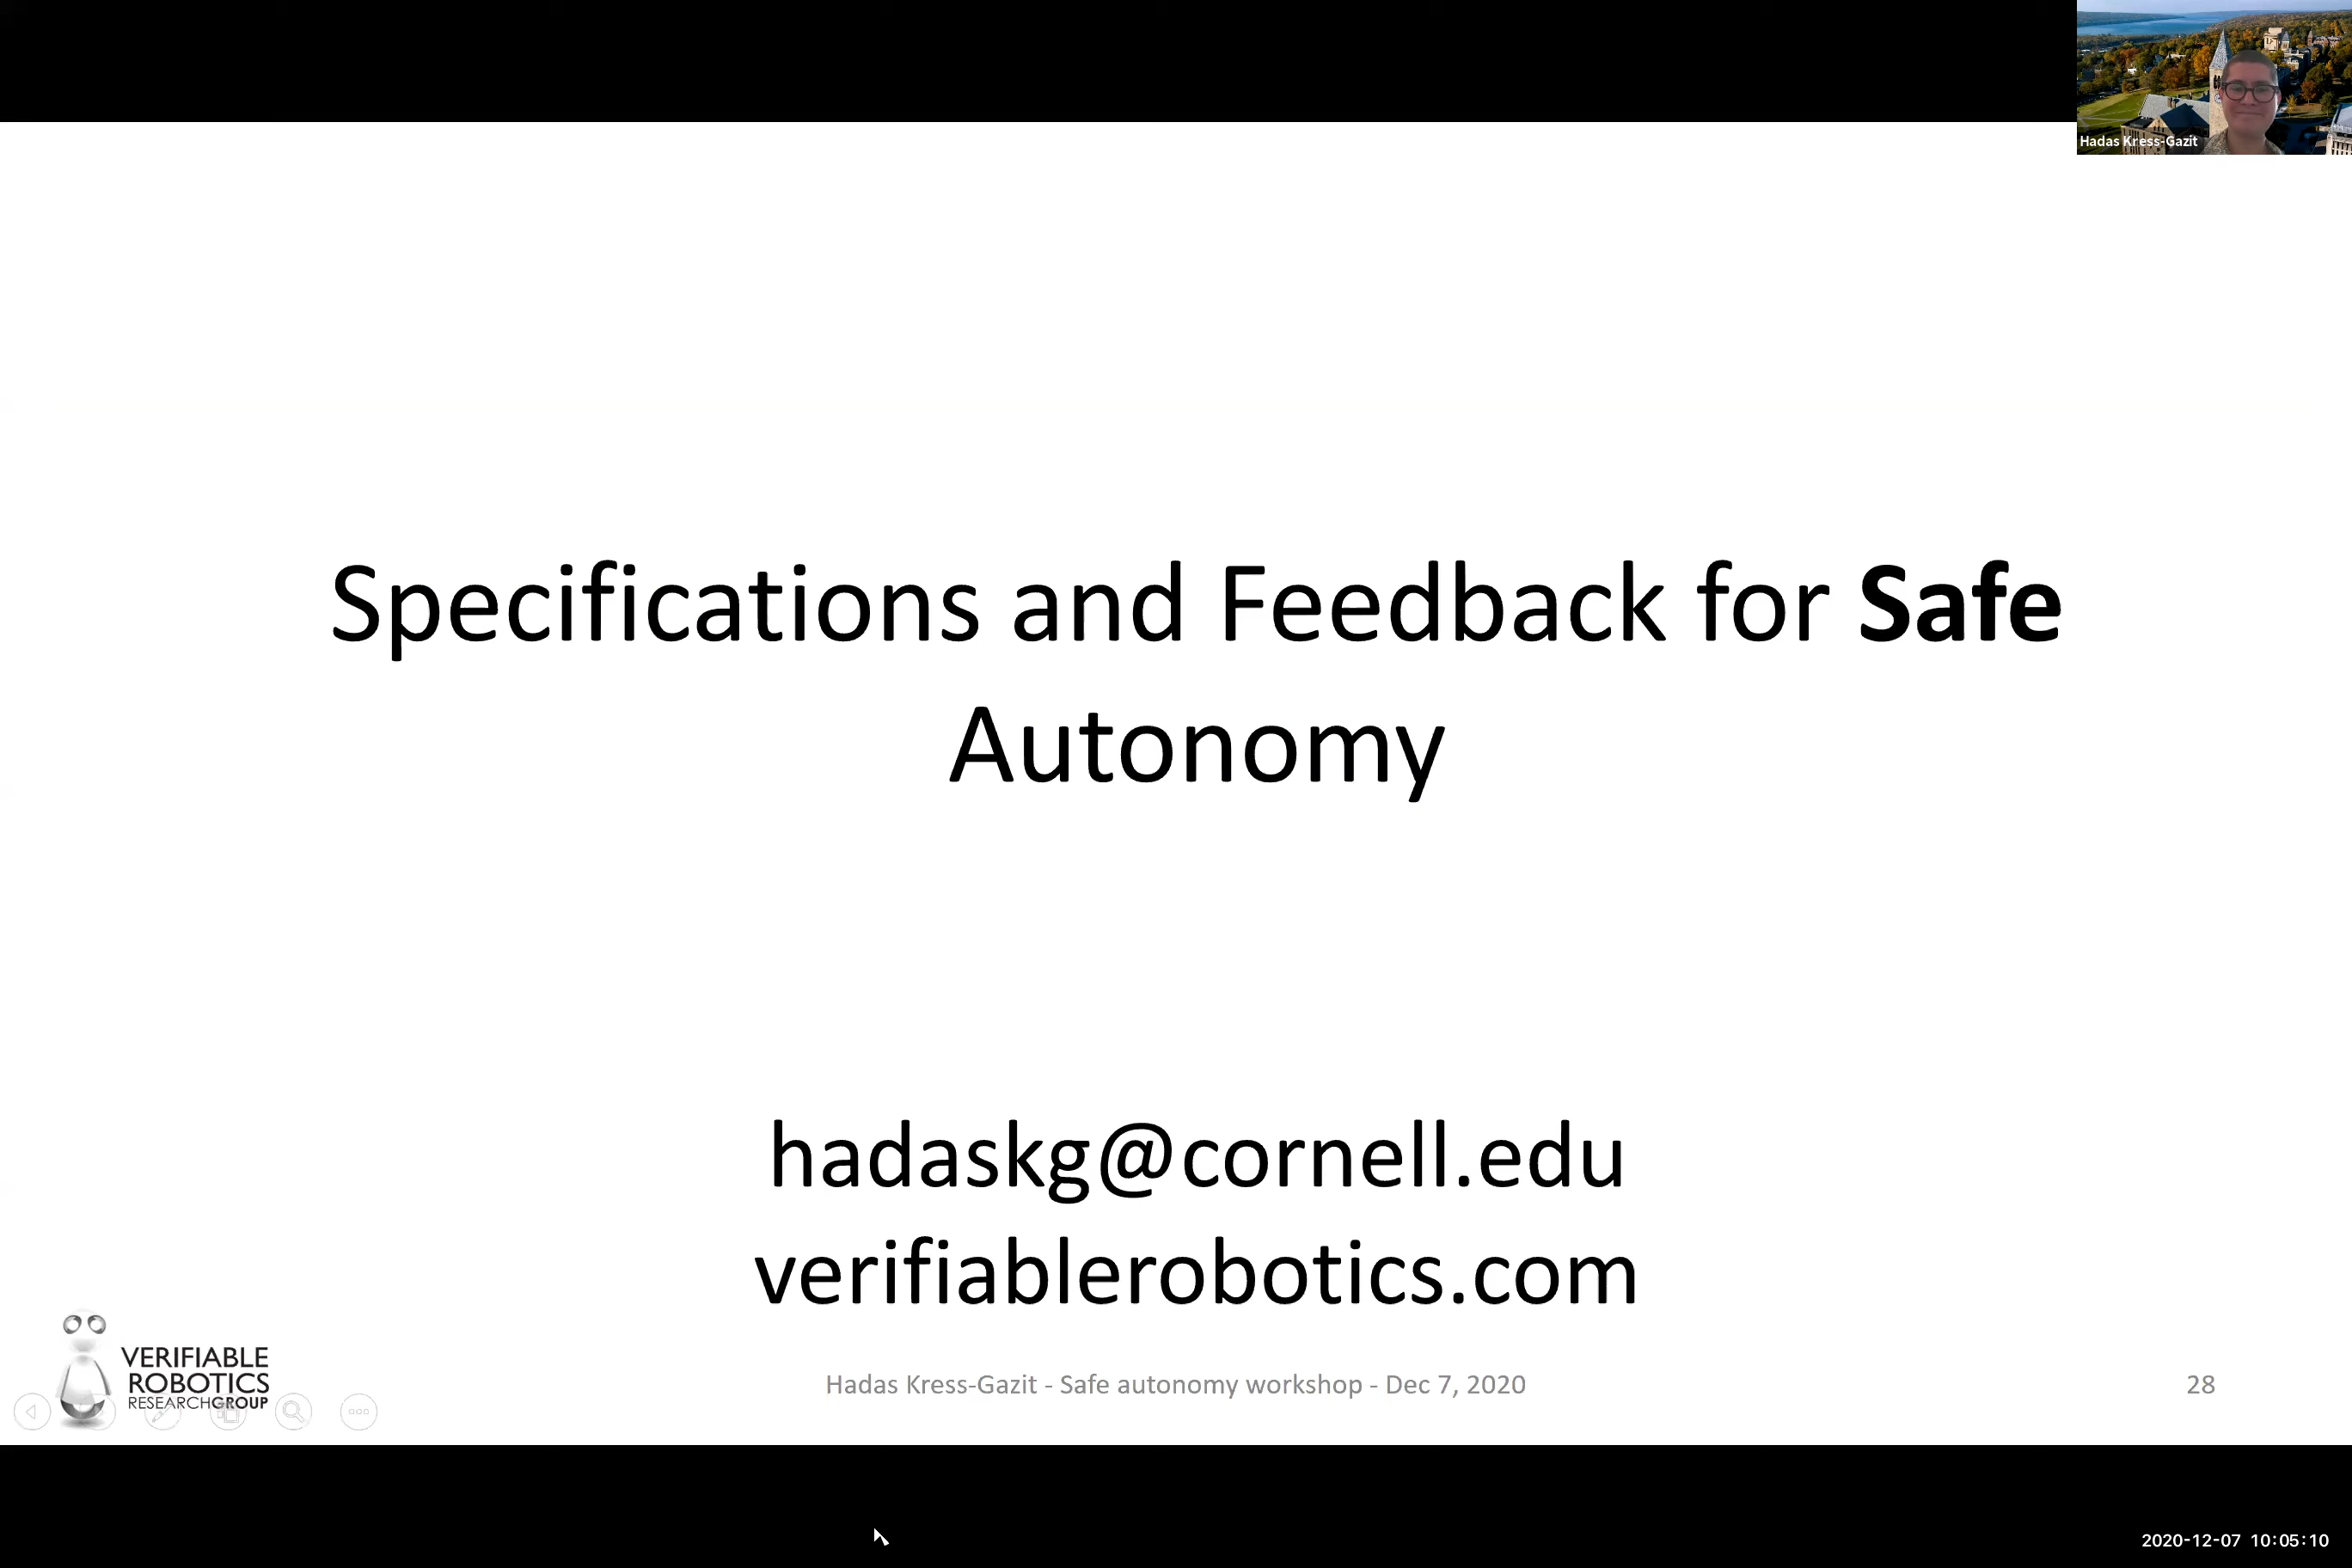 Hadas Kress-Gazit
Specifications and Feedback for Safe
Autonomy
hadaskg@cornell.edu
verifiablerobotics.com
VERIFIABLE
ROBOTICS
RESEARCHGROUP
Hadas Kress-Gazit - Safe autonomy workshop - Dec 7, 2020
28
2020-12-07 10:05:10